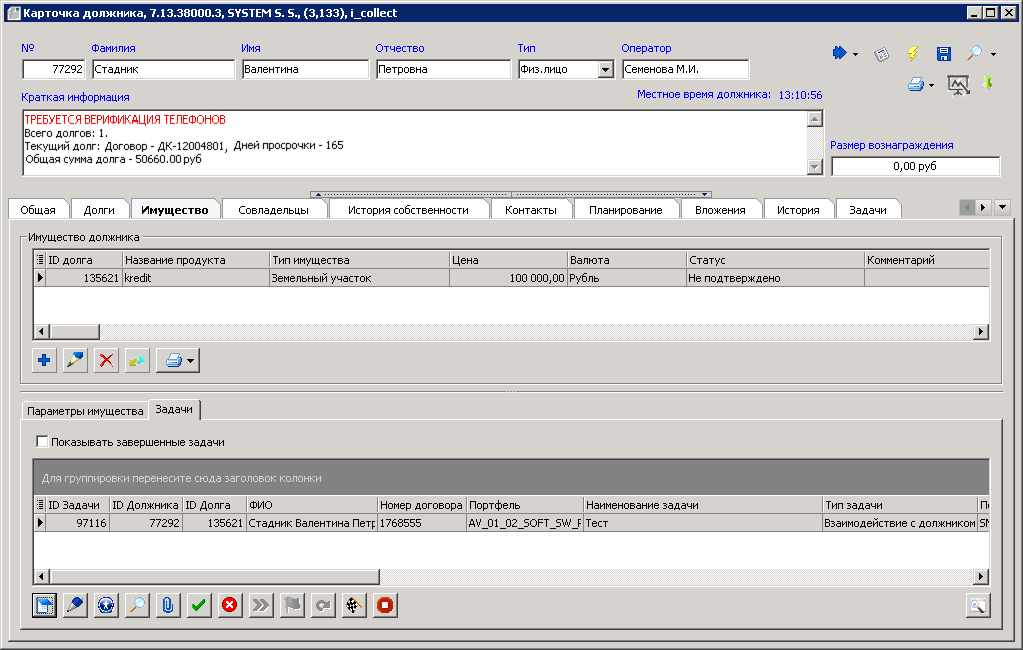 Карточка должника, 7.13.38000.3, SYSTEM S. S., (3,133), i_collect
№ Фамилия Имя Отчество Тип Оператор
77292 Стадник Валентина Петровна Физ.лицо Семенова М.И.
Краткая информация Местное время должника: 13:10:56
ТРЕБУЕТСЯ ВЕРИФИКАЦИЯ ТЕЛЕФОНОВ
Всего долгов: 1.
Текущий долг: Договор - ДК-12004801, Дней просрочки - 165
Общая сумма долга - 50660.00 руб
Размер вознаграждения
0,00 руб
Общая Долги Имущество Совладельцы История собственности Контакты Планирование Вложения История Задачи
Имущество должника
ID долга Название продукта Тип имущества Цена Валюта Статус Комментарий
135621 kredit Земельный участок 100 000,00 Рубль Не подтверждено
Параметры имущества Задачи
Показывать завершенные задачи
Для группировки перенесите сюда заголовок колонки
ID Задачи ID Должника ID Долга ФИО Номер договора Портфель Наименование задачи Тип задачи
97116 77292 135621 Стадник Валентина Петр 1768555 AV_01_02_SOFT_SW_F Тест Взаимодействие с должником